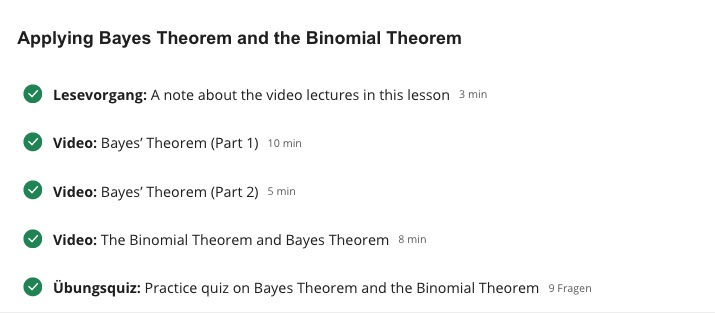 Applying Bayes Theorem and the Binomial Theorem
Lesevorgang: A note about the video lectures in this lesson 3 min
Video: Bayes’ Theorem (Part 1) 10 min
Video: Bayes’ Theorem (Part 2) 5 min
Video: The Binomial Theorem and Bayes Theorem 8 min
Übungsquiz: Practice quiz on Bayes Theorem and the Binomial Theorem 9 Fragen